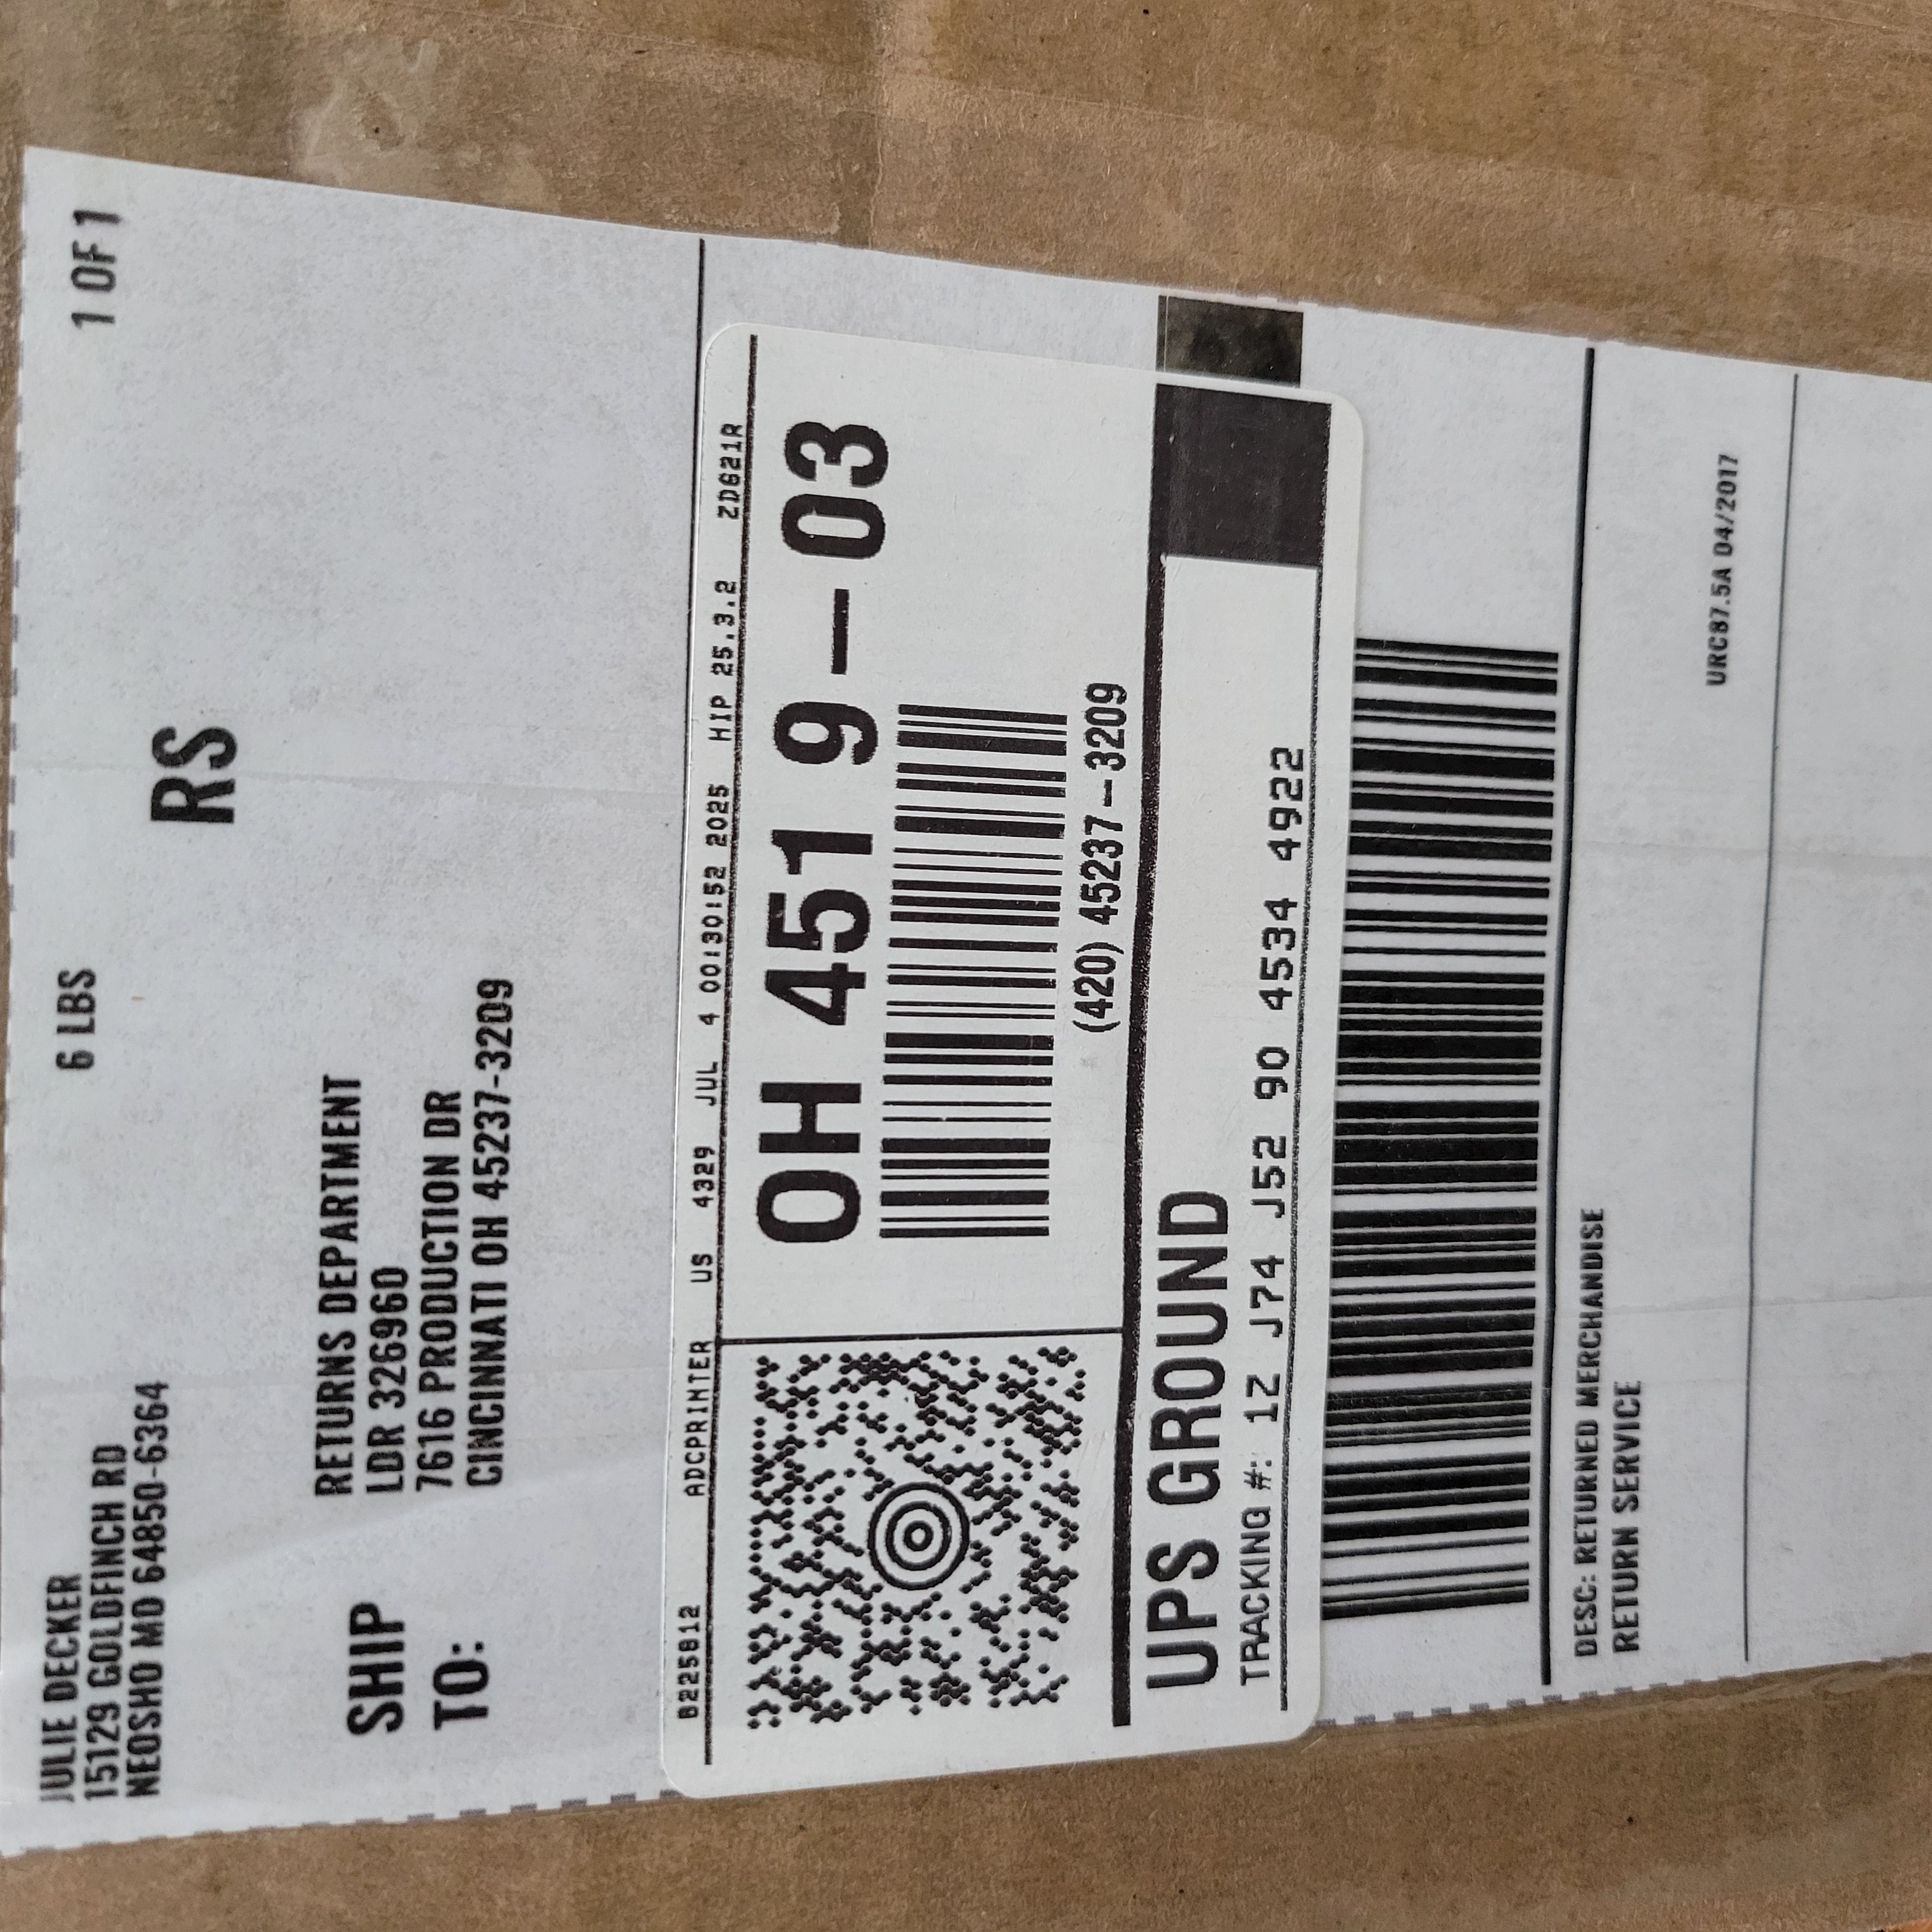 JULIE DECKER
15129 GOLDFINCH RD
NEOSHO MO 64850-6364
6 LBS
1 OF 1
RS
SHIP
TO:
RETURNS DEPARTMENT
LDR 326960
7616 PRODUCTION DR
CINCINNATI OH 45237-3209
B225812 ADCPRINTER US 4329 JUL 4 00:30:52 2025 HIP 25.3.2 ZD621R
OH 451 9-03
(420) 45237-3209
UPS GROUND
TRACKING #: 1Z J74 J52 90 4534 4922
DESC: RETURNED MERCHANDISE
RETURN SERVICE
URC87.5A 04/2017